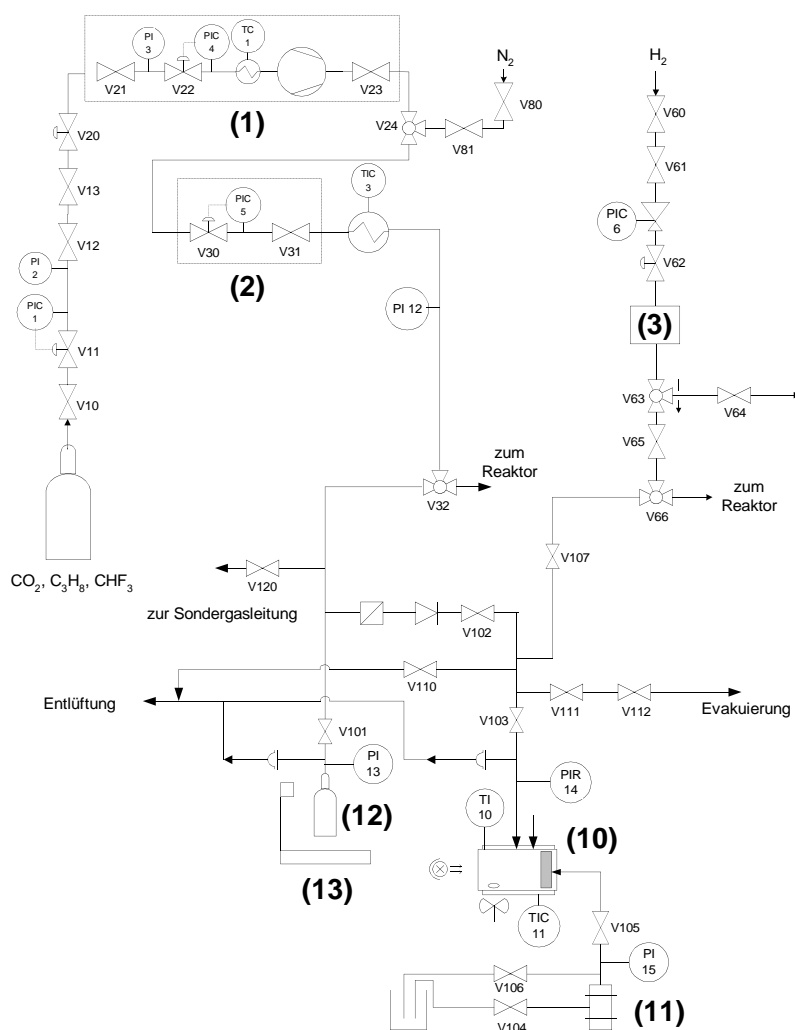 PI 3
PIC 4
TC 1
V21
V22
V23
(1)
N2
H2
V80
V24
V81
V60
V20
V61
TIC 3
V13
PIC 5
PIC 6
V12
V30
V31
V62
PI 2
(2)
PI 12
(3)
PIC 1
V11
V63
V64
V10
V65
zum
Reaktor
zum
Reaktor
V32
V66
V107
CO2, C3H8, CHF3
V120
zur Sondergasleitung
V102
V110
Entlüftung
V111
V112
Evakuierung
V101
V103
PI 13
PIR 14
TI 10
(10)
(12)
(13)
TIC 11
V105
PI 15
V106
V104
(11)